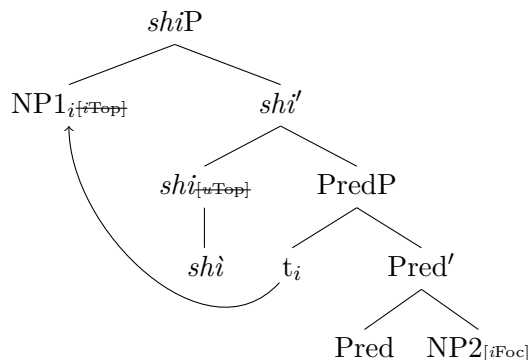 shiP
NP1i[iTop] shi′
shi[uTop] PredP
shì ti Pred′
Pred NP2[iFoc]